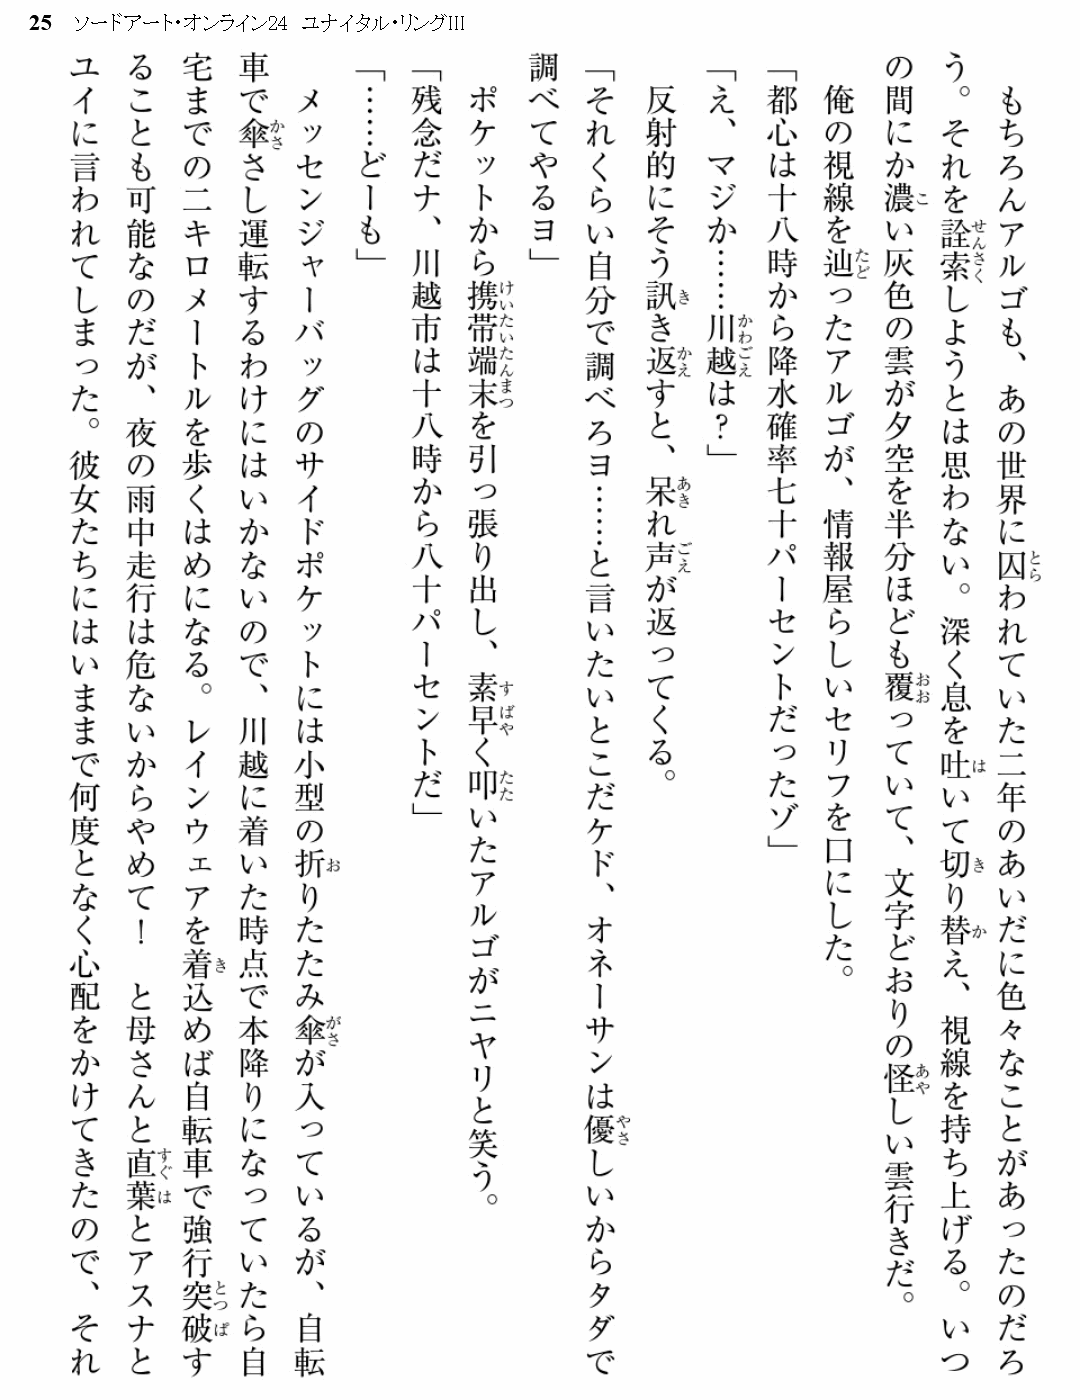 25 ソードアート・オンライン24 ユナイタル・リングIII
もちろんアルゴも、あの世界に囚われていた二年のあいだに色々なことがあったのだろ
う。それを詮索しようとは思わない。深く息を吐いて切り替え、視線を持ち上げる。いつ
の間にか濃い灰色の雲が夕空を半分ほども覆っていて、文字どおりの怪しい雲行きだ。
俺の視線を辿ったアルゴが、情報屋らしいセリフを口にした。
「都心は十八時から降水確率七十パーセントだったゾ」
「え、マジか……川越は?」
反射的にそう訊き返すと、呆れ声が返ってくる。
「それくらい自分で調べろヨ……と言いたいとこだケド、オネーサンは優しいからタダで
調べてやるヨ」
ポケットから携帯端末を引っ張り出し、素早く叩いたアルゴがニヤリと笑う。
「残念だナ、川越市は十八時から八十パーセントだ」
「……どーも」
メッセンジャーバッグのサイドポケットには小型の折りたたみ傘が入っているが、自転
車で傘さし運転するわけにはいかないので、川越に着いた時点で本降りになっていたら自
宅までの二キロメートルを歩くはめになる。レインウェアを着込めば自転車で強行突破す
ることも可能なのだが、夜の雨中走行は危ないからやめて! と母さんと直葉とアスナと
ユイに言われてしまった。彼女たちにはいままで何度となく心配をかけてきたので、それ